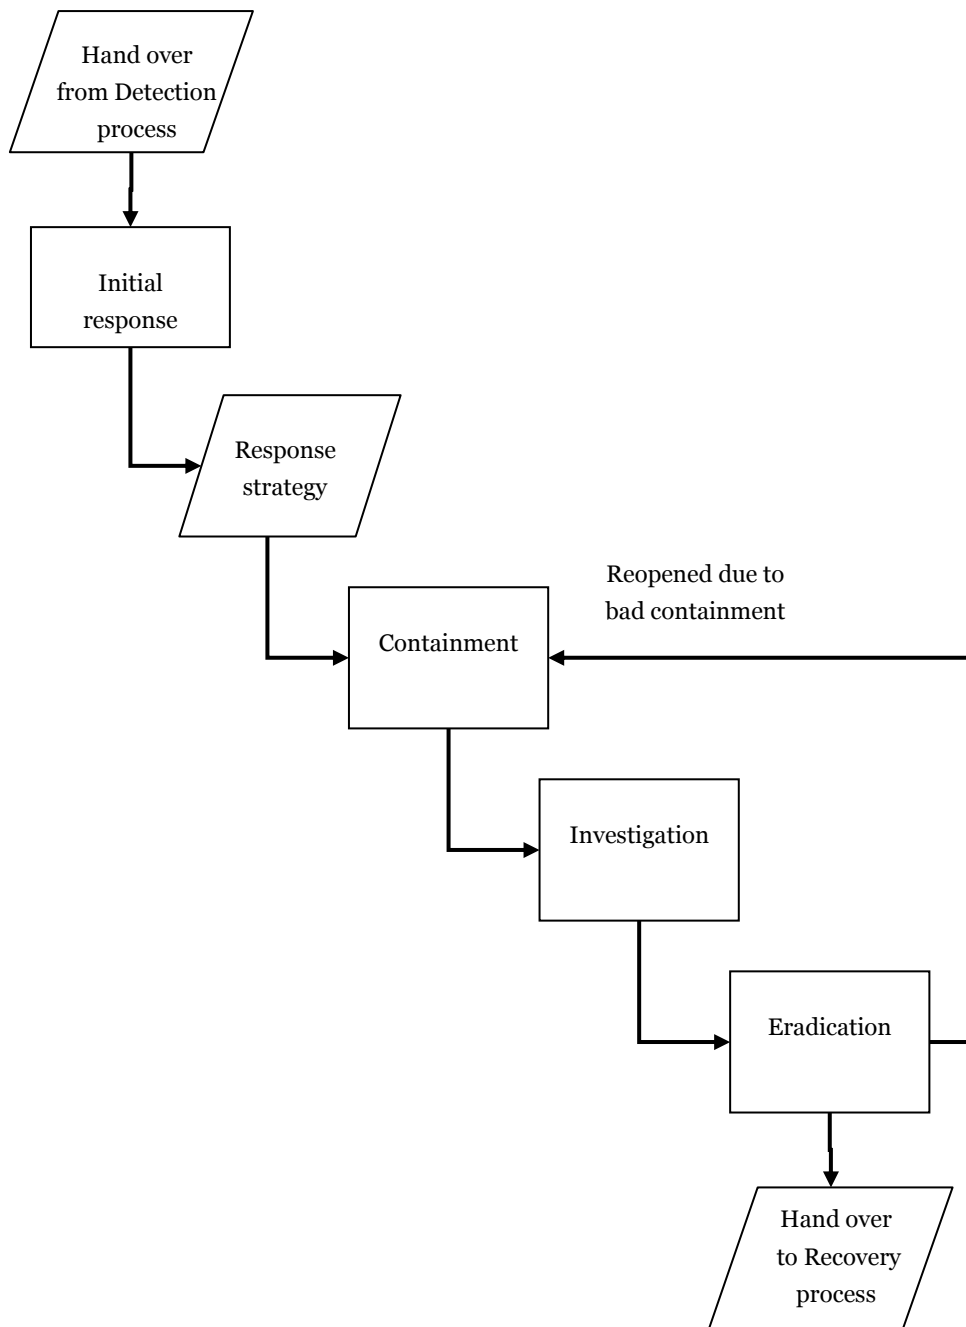 Hand over
from Detection
process
Initial
response
Response
strategy
Reopened due to
bad containment
Containment
Investigation
Eradication
Hand over
to Recovery
process